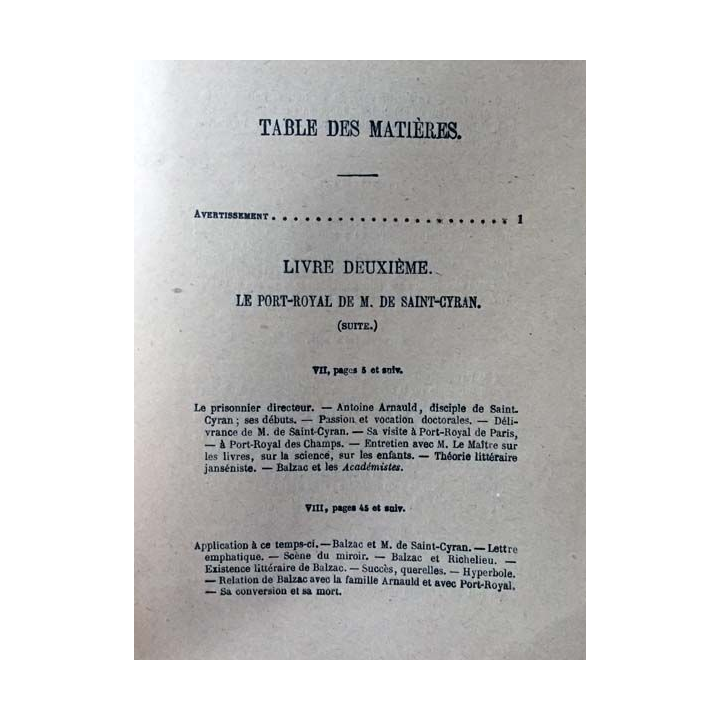 TABLE DES MATIÈRES.
AVERTISSEMENT . . . . . . . . . . . . . . . . . . . . . . 1
LIVRE DEUXIÈME.
LE PORT-ROYAL DE M. DE SAINT-CYRAN.
(SUITE.)
VII, pages 5 et suiv.
Le prisonnier directeur. — Antoine Arnauld, disciple de Saint-
Cyran ; ses débuts. — Passion et vocation doctorales. — Déli-
vrance de M. de Saint-Cyran. — Sa visite à Port-Royal de Paris,
— à Port-Royal des Champs. — Entretien avec M. Le Maître sur
les livres, sur la science, sur les enfants. — Théorie littéraire
janséniste. — Balzac et les Académistes.
VIII, pages 45 et suiv.
Application à ce temps-ci. — Balzac et M. de Saint-Cyran. — Lettre
emphatique. — Scène du miroir. — Balzac et Richelieu. —
Existence littéraire de Balzac. — Succès, querelles. — Hyperbole.
— Relation de Balzac avec la famille Arnauld et avec Port-Royal.
— Sa conversion et sa mort.